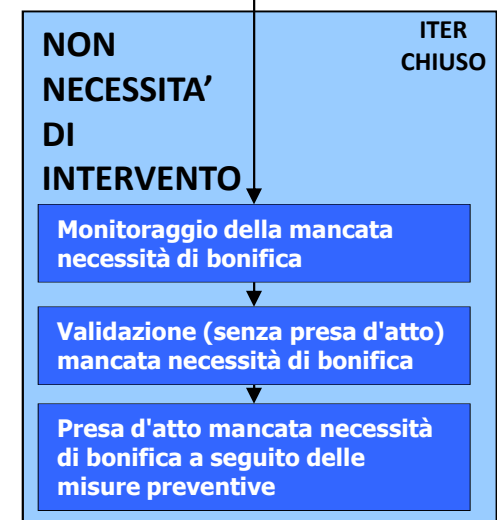 NON
NECESSITA’
DI
INTERVENTO
ITER
CHIUSO
Monitoraggio della mancata
necessità di bonifica
Validazione (senza presa d'atto)
mancata necessità di bonifica
Presa d'atto mancata necessità
di bonifica a seguito delle
misure preventive